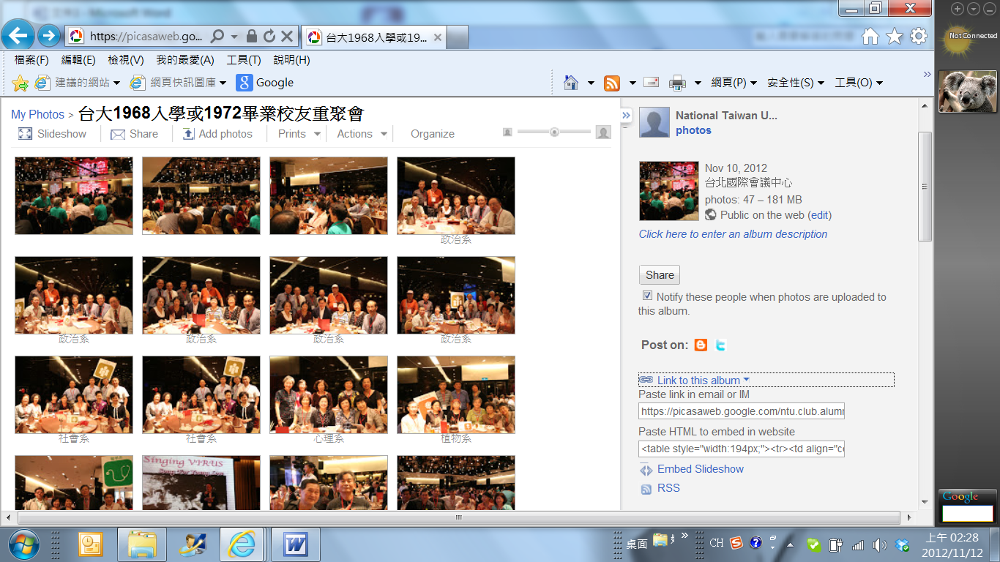 文件1 - Microsoft Word
https://picasaweb.go...
台大1968入學或19...
檔案(F) 編輯(E) 檢視(V) 我的最愛(A) 工具(T) 說明(H)
建議的網站 網頁快訊圖庫 Google
網頁(P) 安全性(S) 工具(O)
Not Connected
My Photos > 台大1968入學或1972畢業校友重聚會
Slideshow Share Add photos Prints Actions Organize
政治系
政治系 政治系 政治系 政治系
社會系 社會系 心理系 植物系
Singing VIRUS
National Taiwan U...
photos
Nov 10, 2012
台北國際會議中心
photos: 47 – 181 MB
Public on the web (edit)
Click here to enter an album description
Share
Notify these people when photos are uploaded to
this album.
Post on:
Link to this album
Paste link in email or IM
https://picasaweb.google.com/ntu.club.alumn
Paste HTML to embed in website
<table style="width:194px;"><tr><td align="ce
Embed Slideshow
RSS
Google
桌面
CH
上午 02:28
2012/11/12